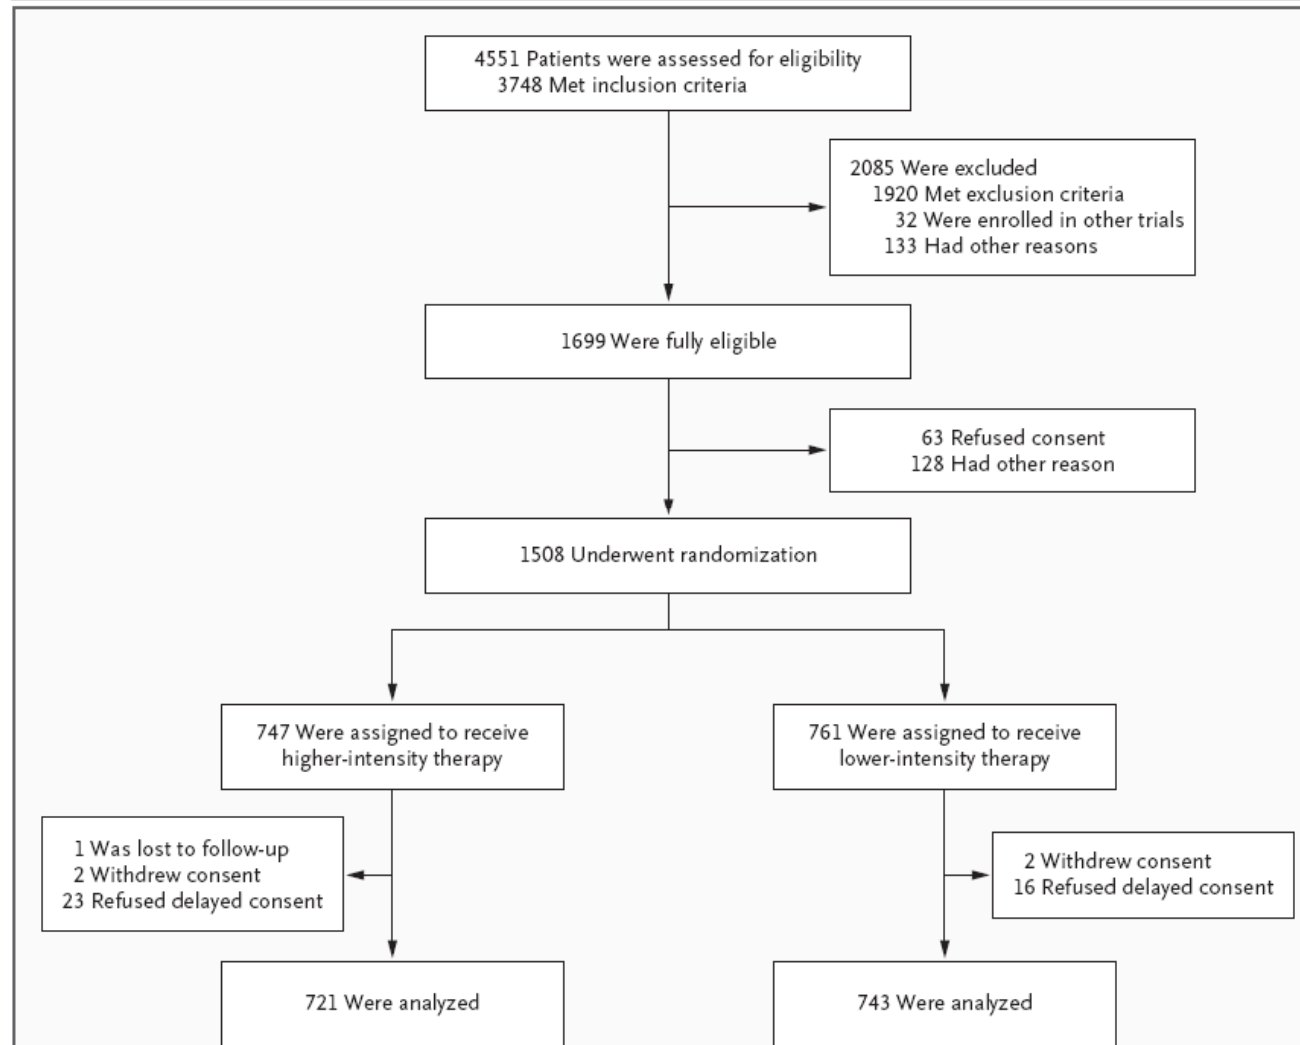 4551 Patients were assessed for eligibility
3748 Met inclusion criteria
2085 Were excluded
1920 Met exclusion criteria
32 Were enrolled in other trials
133 Had other reasons
1699 Were fully eligible
63 Refused consent
128 Had other reason
1508 Underwent randomization
747 Were assigned to receive
higher-intensity therapy
761 Were assigned to receive
lower-intensity therapy
1 Was lost to follow-up
2 Withdrew consent
23 Refused delayed consent
2 Withdrew consent
16 Refused delayed consent
721 Were analyzed
743 Were analyzed